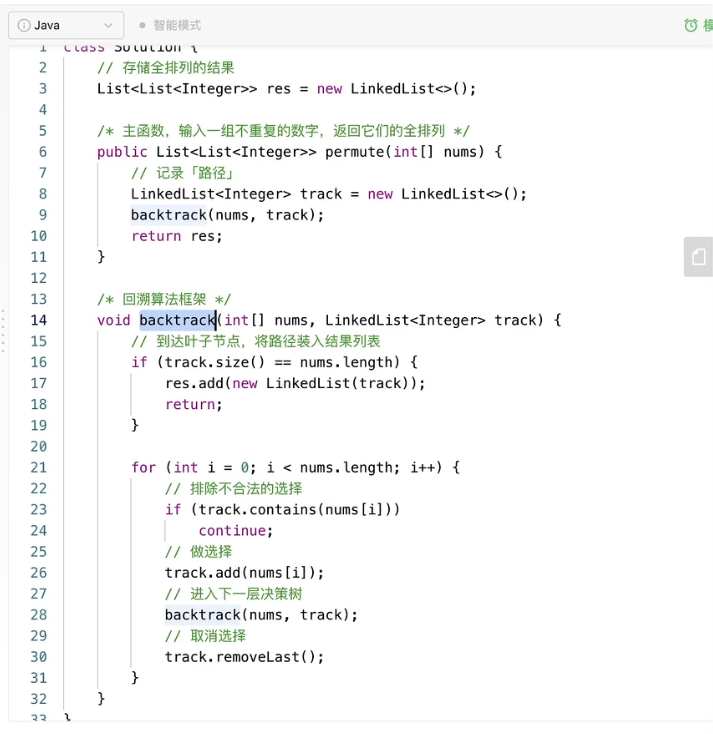 Java
智能模式
模
1 class Solution {
2 // 存储全排列的结果
3 List<List<Integer>> res = new LinkedList<>();
4
5 /* 主函数，输入一组不重复的数字，返回它们的全排列 */
6 public List<List<Integer>> permute(int[] nums) {
7 // 记录「路径」
8 LinkedList<Integer> track = new LinkedList<>();
9 backtrack(nums, track);
10 return res;
11 }
12
13 /* 回溯算法框架 */
14 void backtrack(int[] nums, LinkedList<Integer> track) {
15 // 到达叶子节点，将路径装入结果列表
16 if (track.size() == nums.length) {
17 res.add(new LinkedList(track));
18 return;
19 }
20
21 for (int i = 0; i < nums.length; i++) {
22 // 排除不合法的选择
23 if (track.contains(nums[i]))
24 continue;
25 // 做选择
26 track.add(nums[i]);
27 // 进入下一层决策树
28 backtrack(nums, track);
29 // 取消选择
30 track.removeLast();
31 }
32 }
33 }